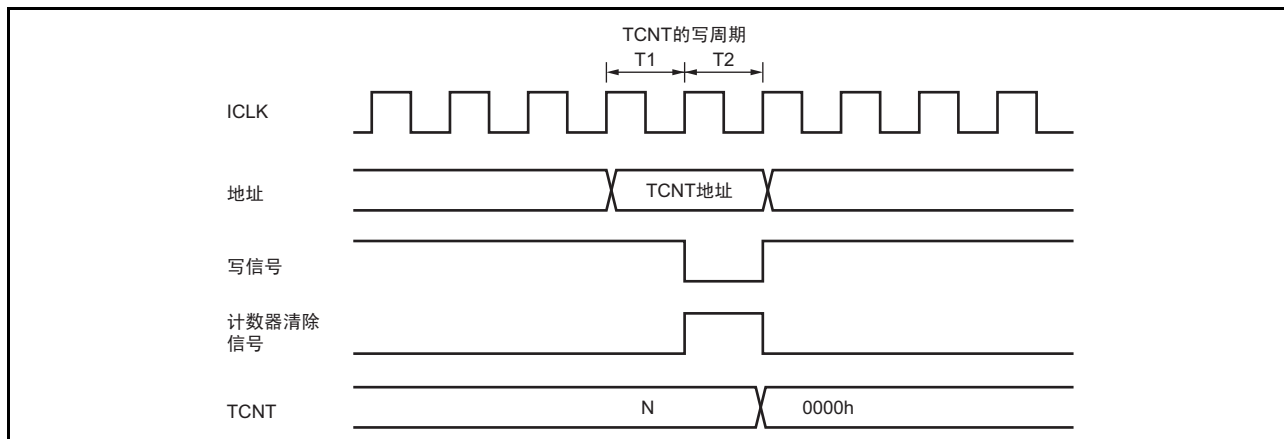 TCNT的写周期
T1 T2
ICLK
地址 TCNT地址
写信号
计数器清除
信号
TCNT N 0000h